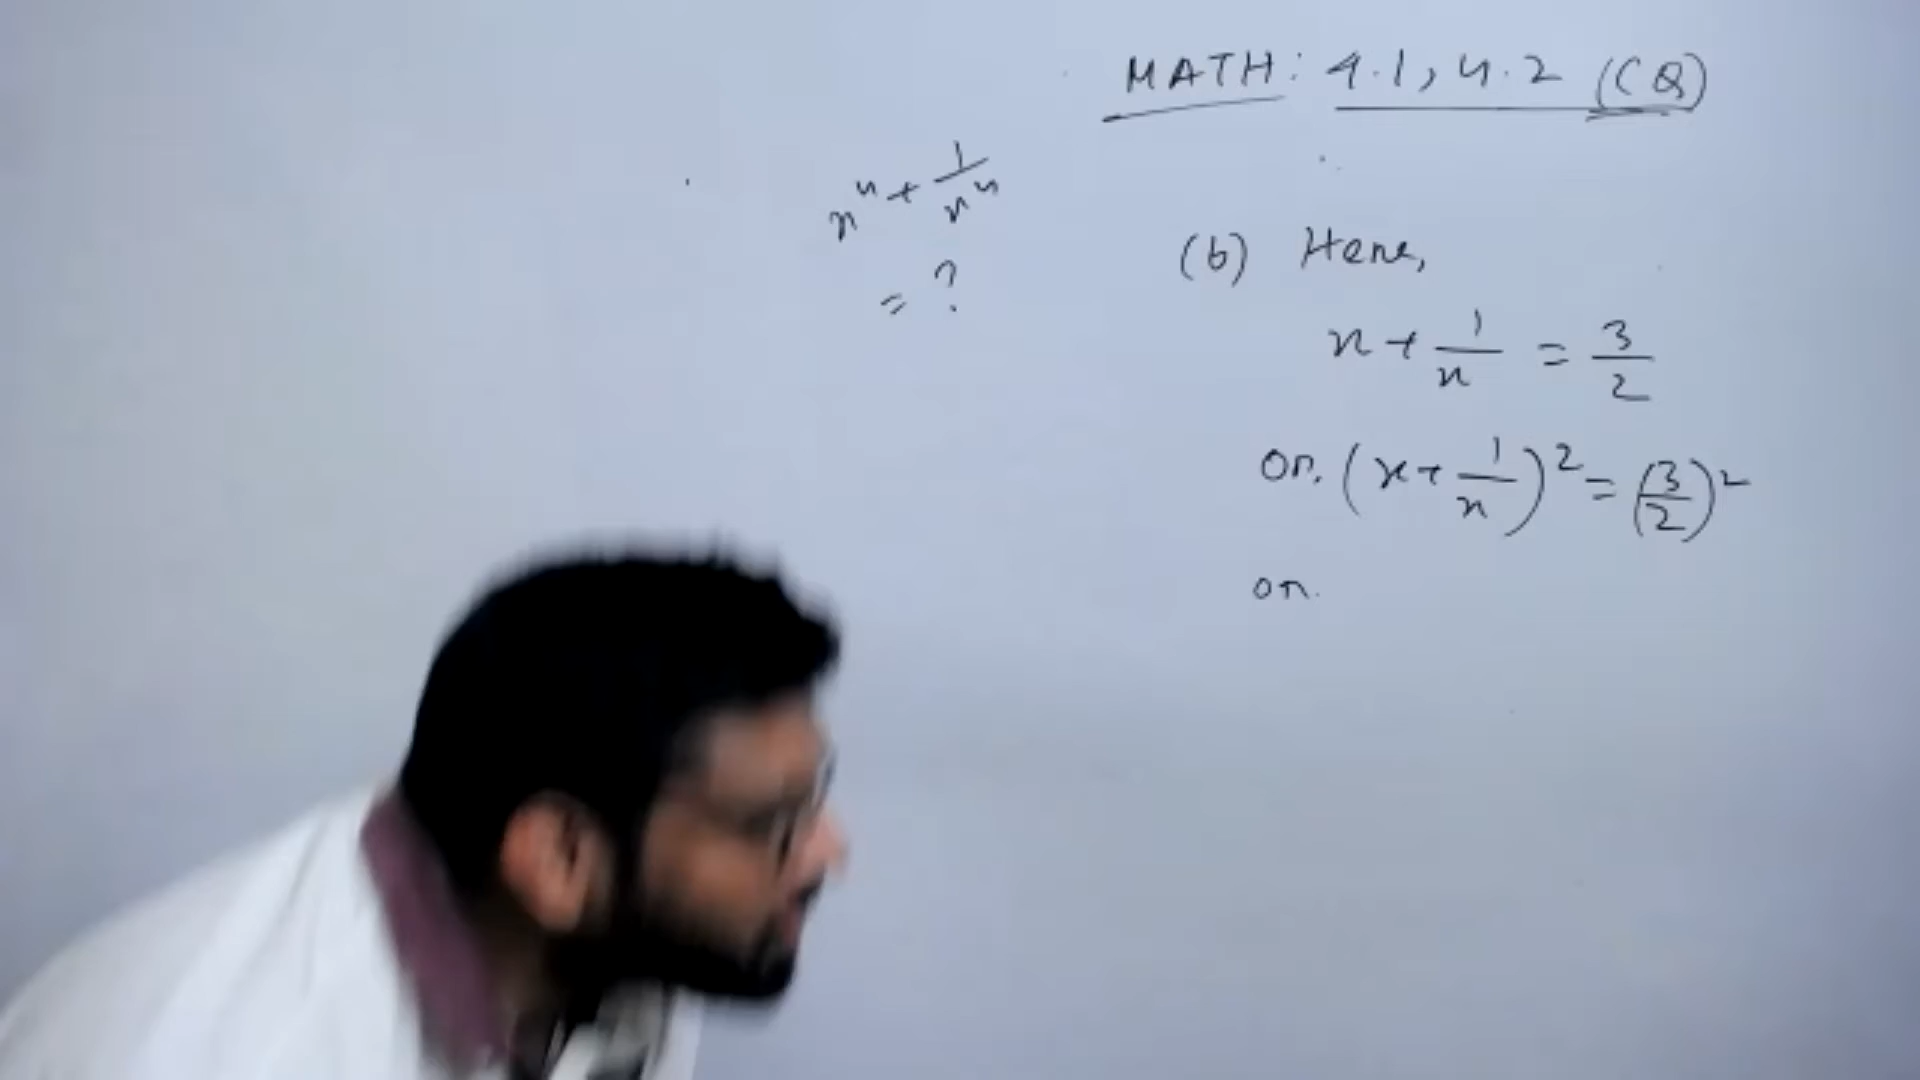 MATH: 4.1, 4.2 (CQ)
x⁴ + 1/x⁴
= ?
(b) Here,
x + 1/x = 3/2
or, (x + 1/x)² = (3/2)²
or.